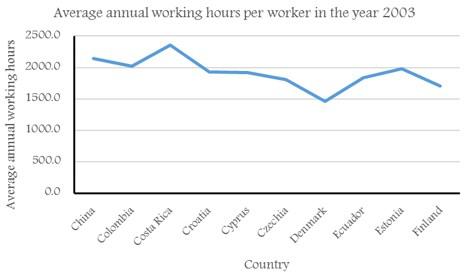 Average annual working hours per worker in the year 2003
Average annual working hours
2500.0
2000.0
1500.0
1000.0
500.0
0.0
China
Colombia
Costa Rica
Croatia
Cyprus
Czechia
Denmark
Ecuador
Estonia
Finland
Country